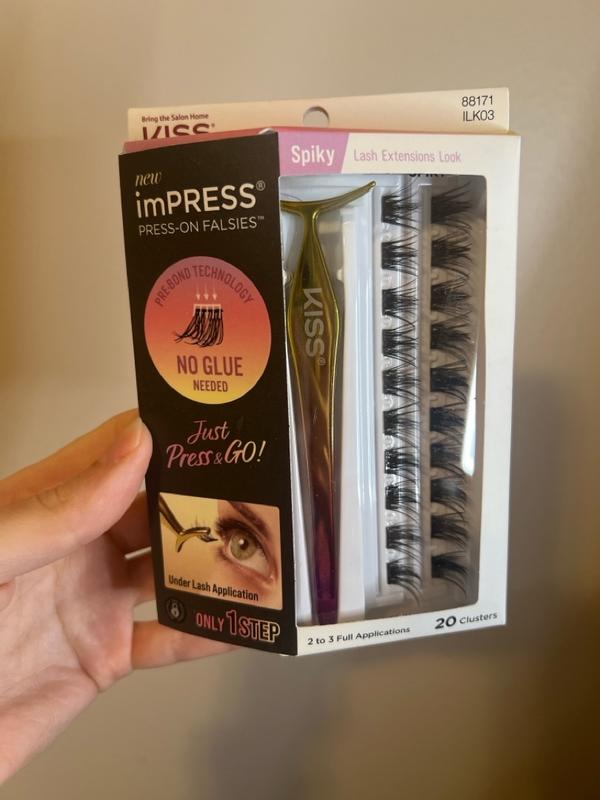 Bring the Salon Home
KISS®
88171
ILK03
new
imPRESS®
PRESS-ON FALSIES™
PRE-BOND TECHNOLOGY
NO GLUE
NEEDED
Just
Press & GO!
Under Lash Application
ONLY 1 STEP
Spiky
Lash Extensions Look
KISS®
2 to 3 Full Applications
20 Clusters